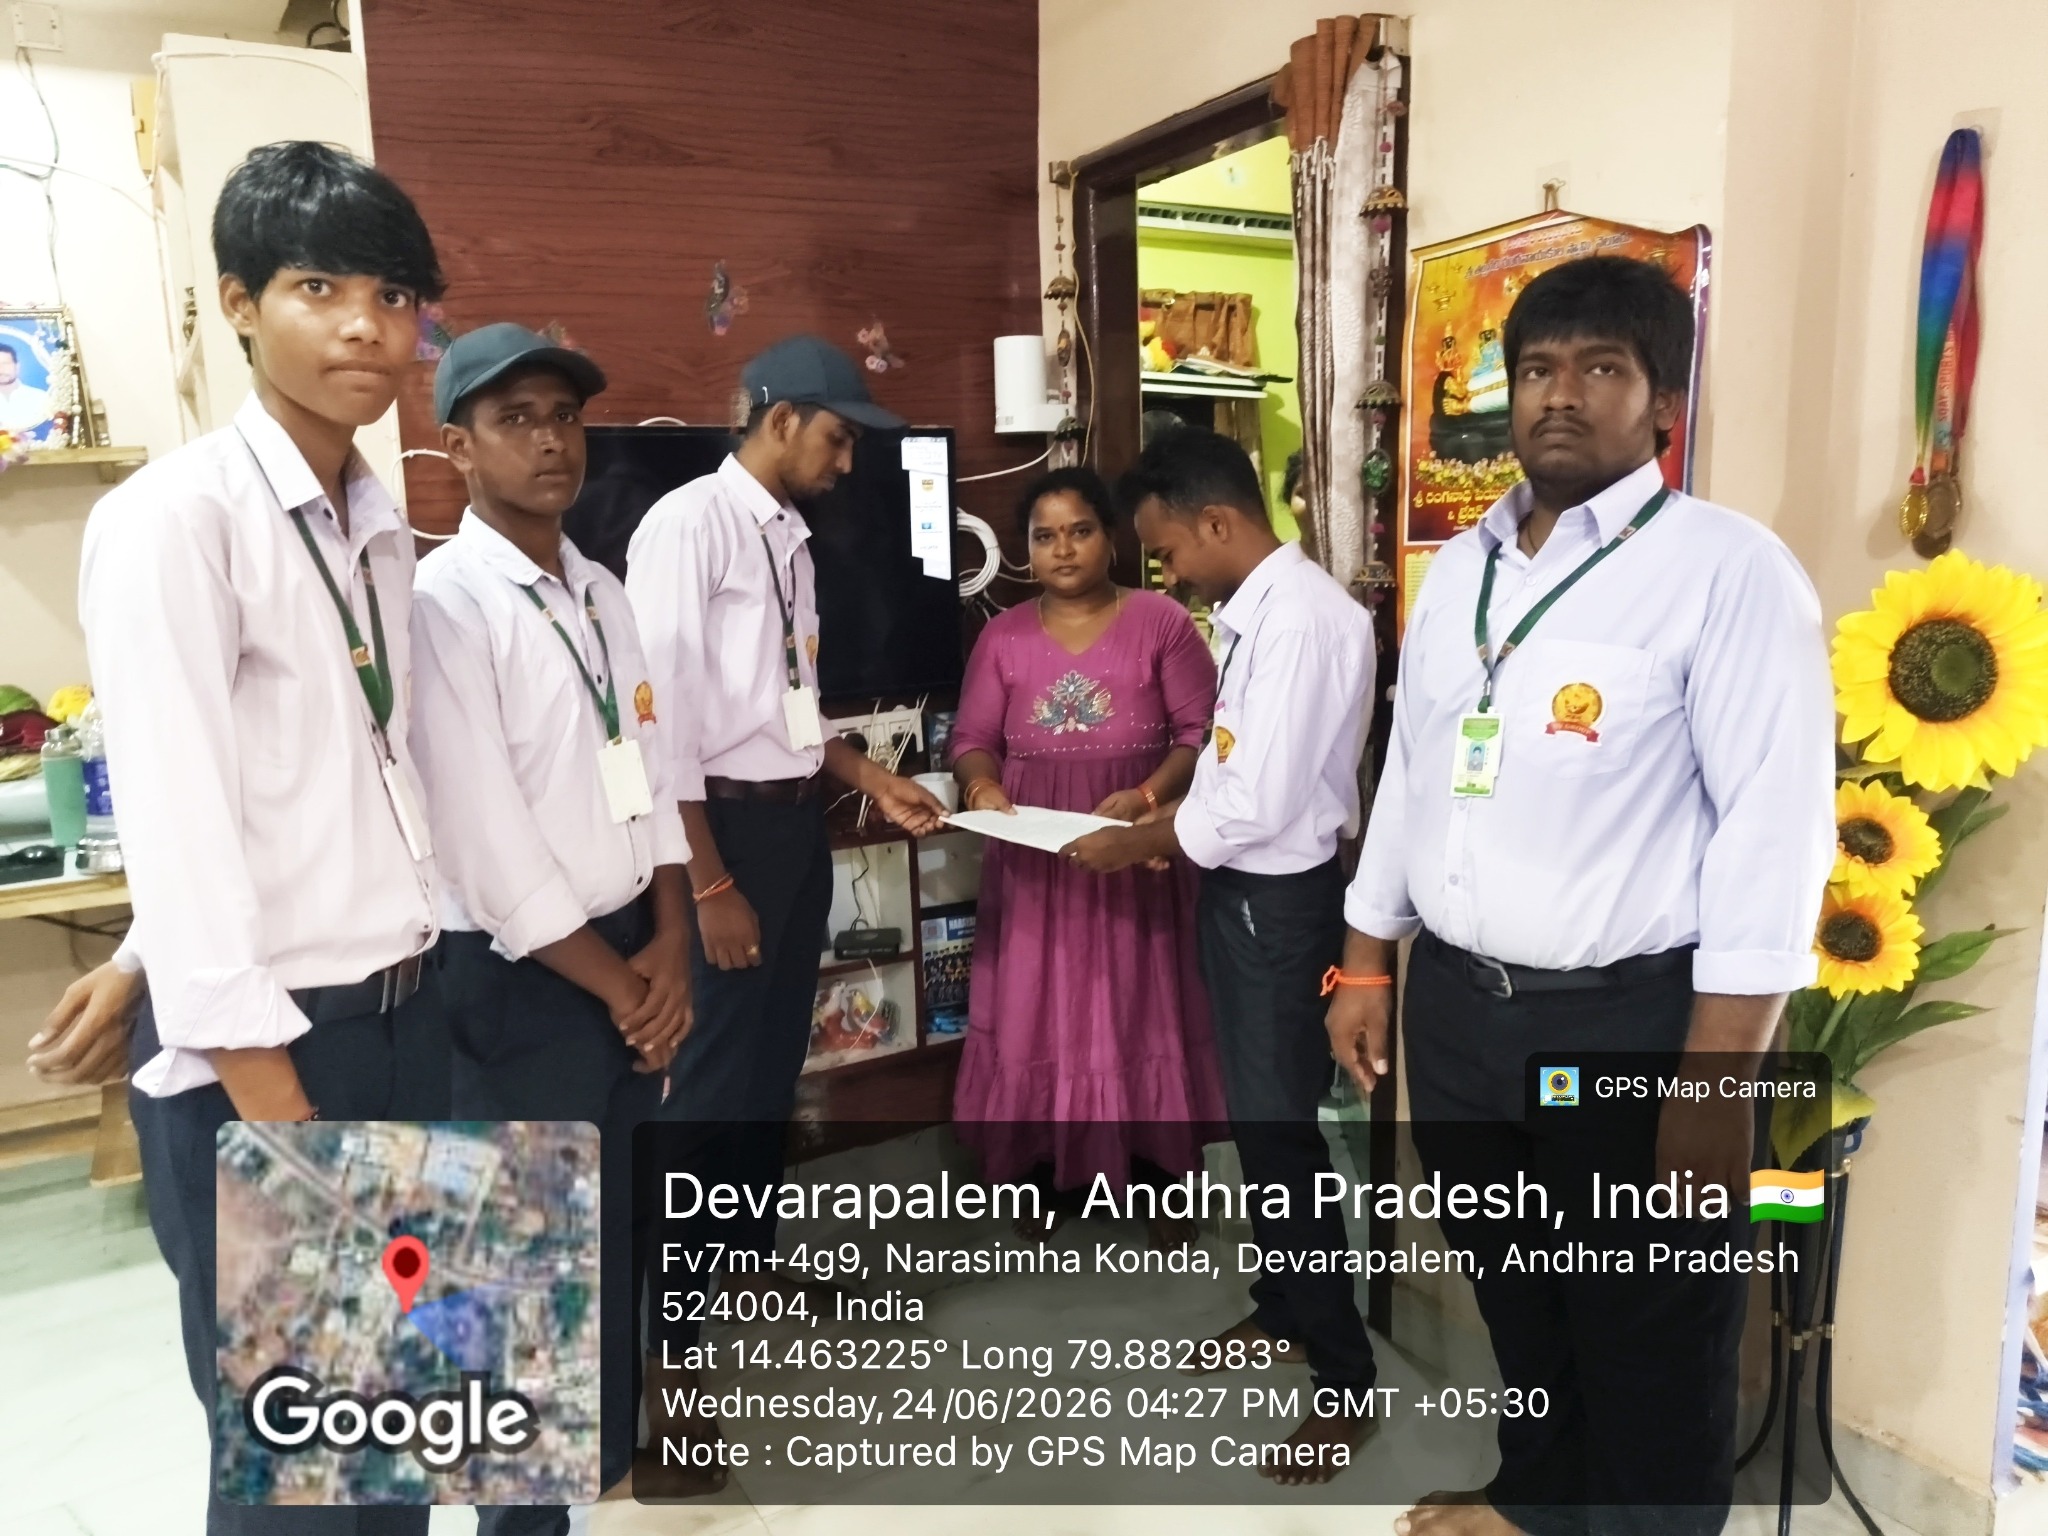 శ్రీ రంగనాథ
& ట్రేడర్స్
GPS Map Camera
Google
Devarapalem, Andhra Pradesh, India
Fv7m+4g9, Narasimha Konda, Devarapalem, Andhra Pradesh
524004, India
Lat 14.463225° Long 79.882983°
Wednesday, 24/06/2026 04:27 PM GMT +05:30
Note : Captured by GPS Map Camera